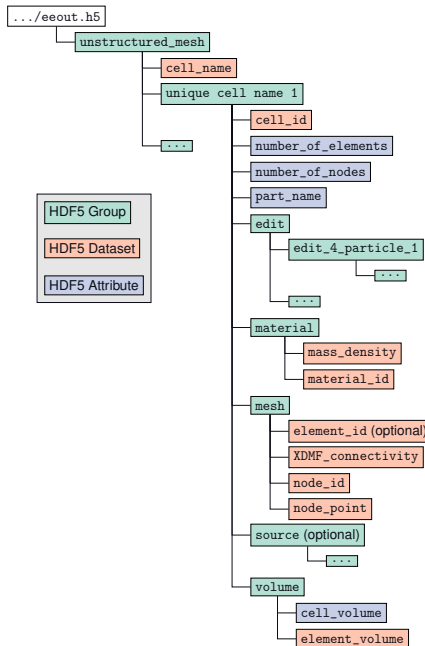 .../eeout.h5
unstructured_mesh
cell_name
unique cell name 1
cell_id
...
number_of_elements
number_of_nodes
part_name
HDF5 Group
HDF5 Dataset
HDF5 Attribute
edit
edit_4_particle_1
...
...
material
mass_density
material_id
mesh
element_id (optional)
XDMF_connectivity
node_id
node_point
source (optional)
...
volume
cell_volume
element_volume